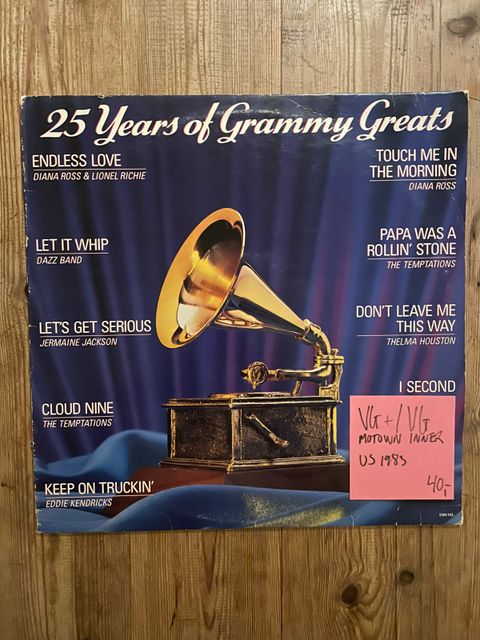 25 Years of Grammy Greats
ENDLESS LOVE
DIANA ROSS & LIONEL RICHIE
LET IT WHIP
DAZZ BAND
LET'S GET SERIOUS
JERMAINE JACKSON
CLOUD NINE
THE TEMPTATIONS
KEEP ON TRUCKIN'
EDDIE KENDRICKS
TOUCH ME IN
THE MORNING
DIANA ROSS
PAPA WAS A
ROLLIN' STONE
THE TEMPTATIONS
DON'T LEAVE ME
THIS WAY
THELMA HOUSTON
I SECOND
VG+/VG
MOTOWN INNER
US 1983
40,-